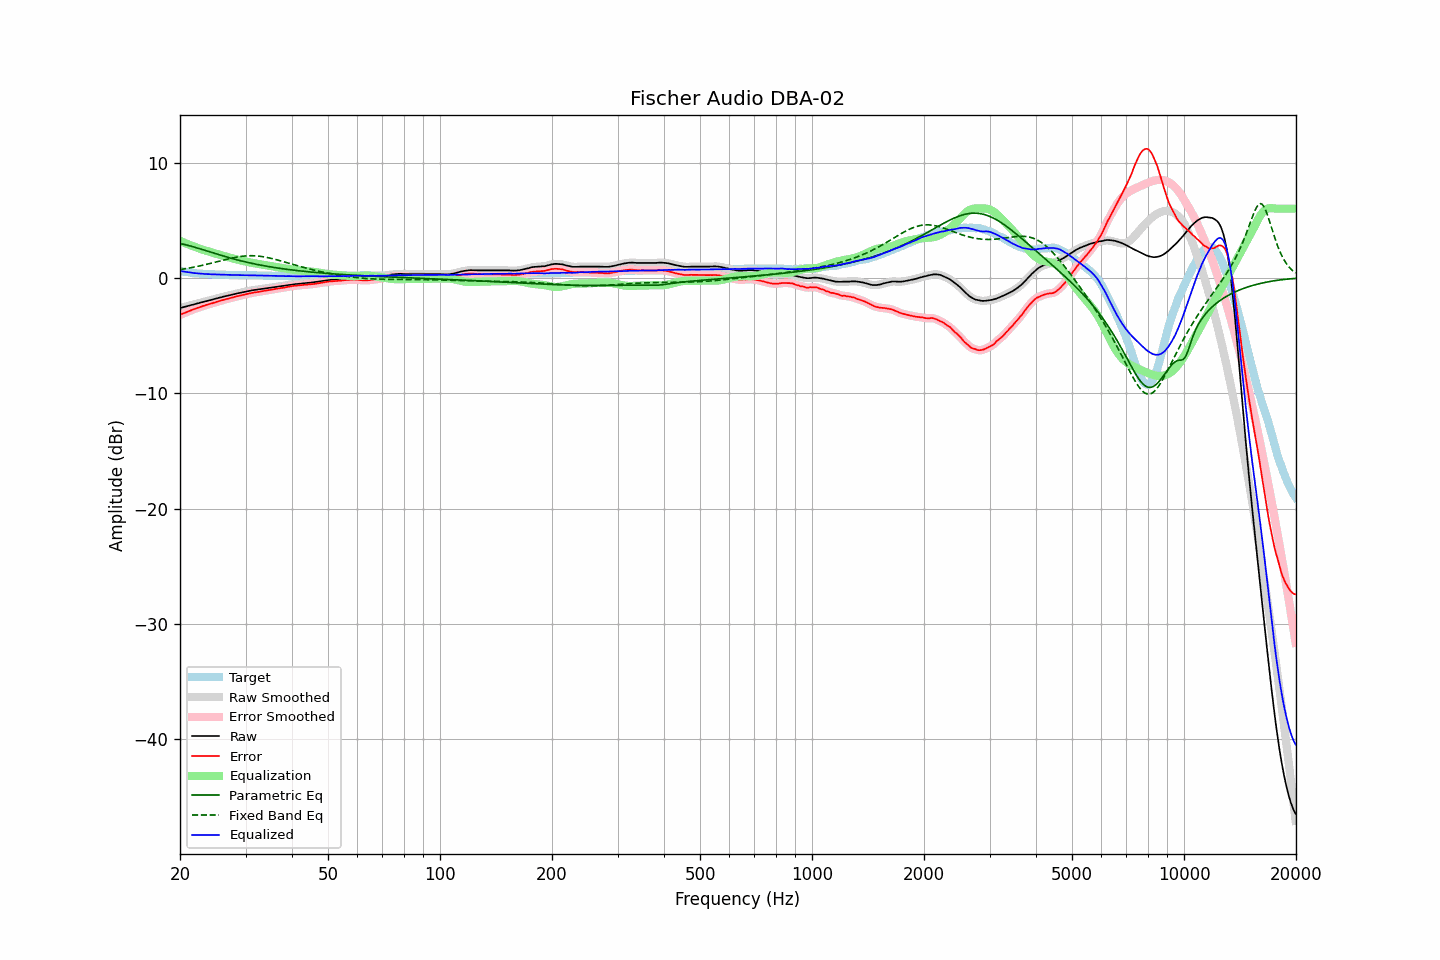 Fischer Audio DBA-02
Amplitude (dBr)
10
0
−10
−20
−30
−40
Target
Raw Smoothed
Error Smoothed
Raw
Error
Equalization
Parametric Eq
Fixed Band Eq
Equalized
20 50 100 200 500 1000 2000 5000 10000 20000
Frequency (Hz)